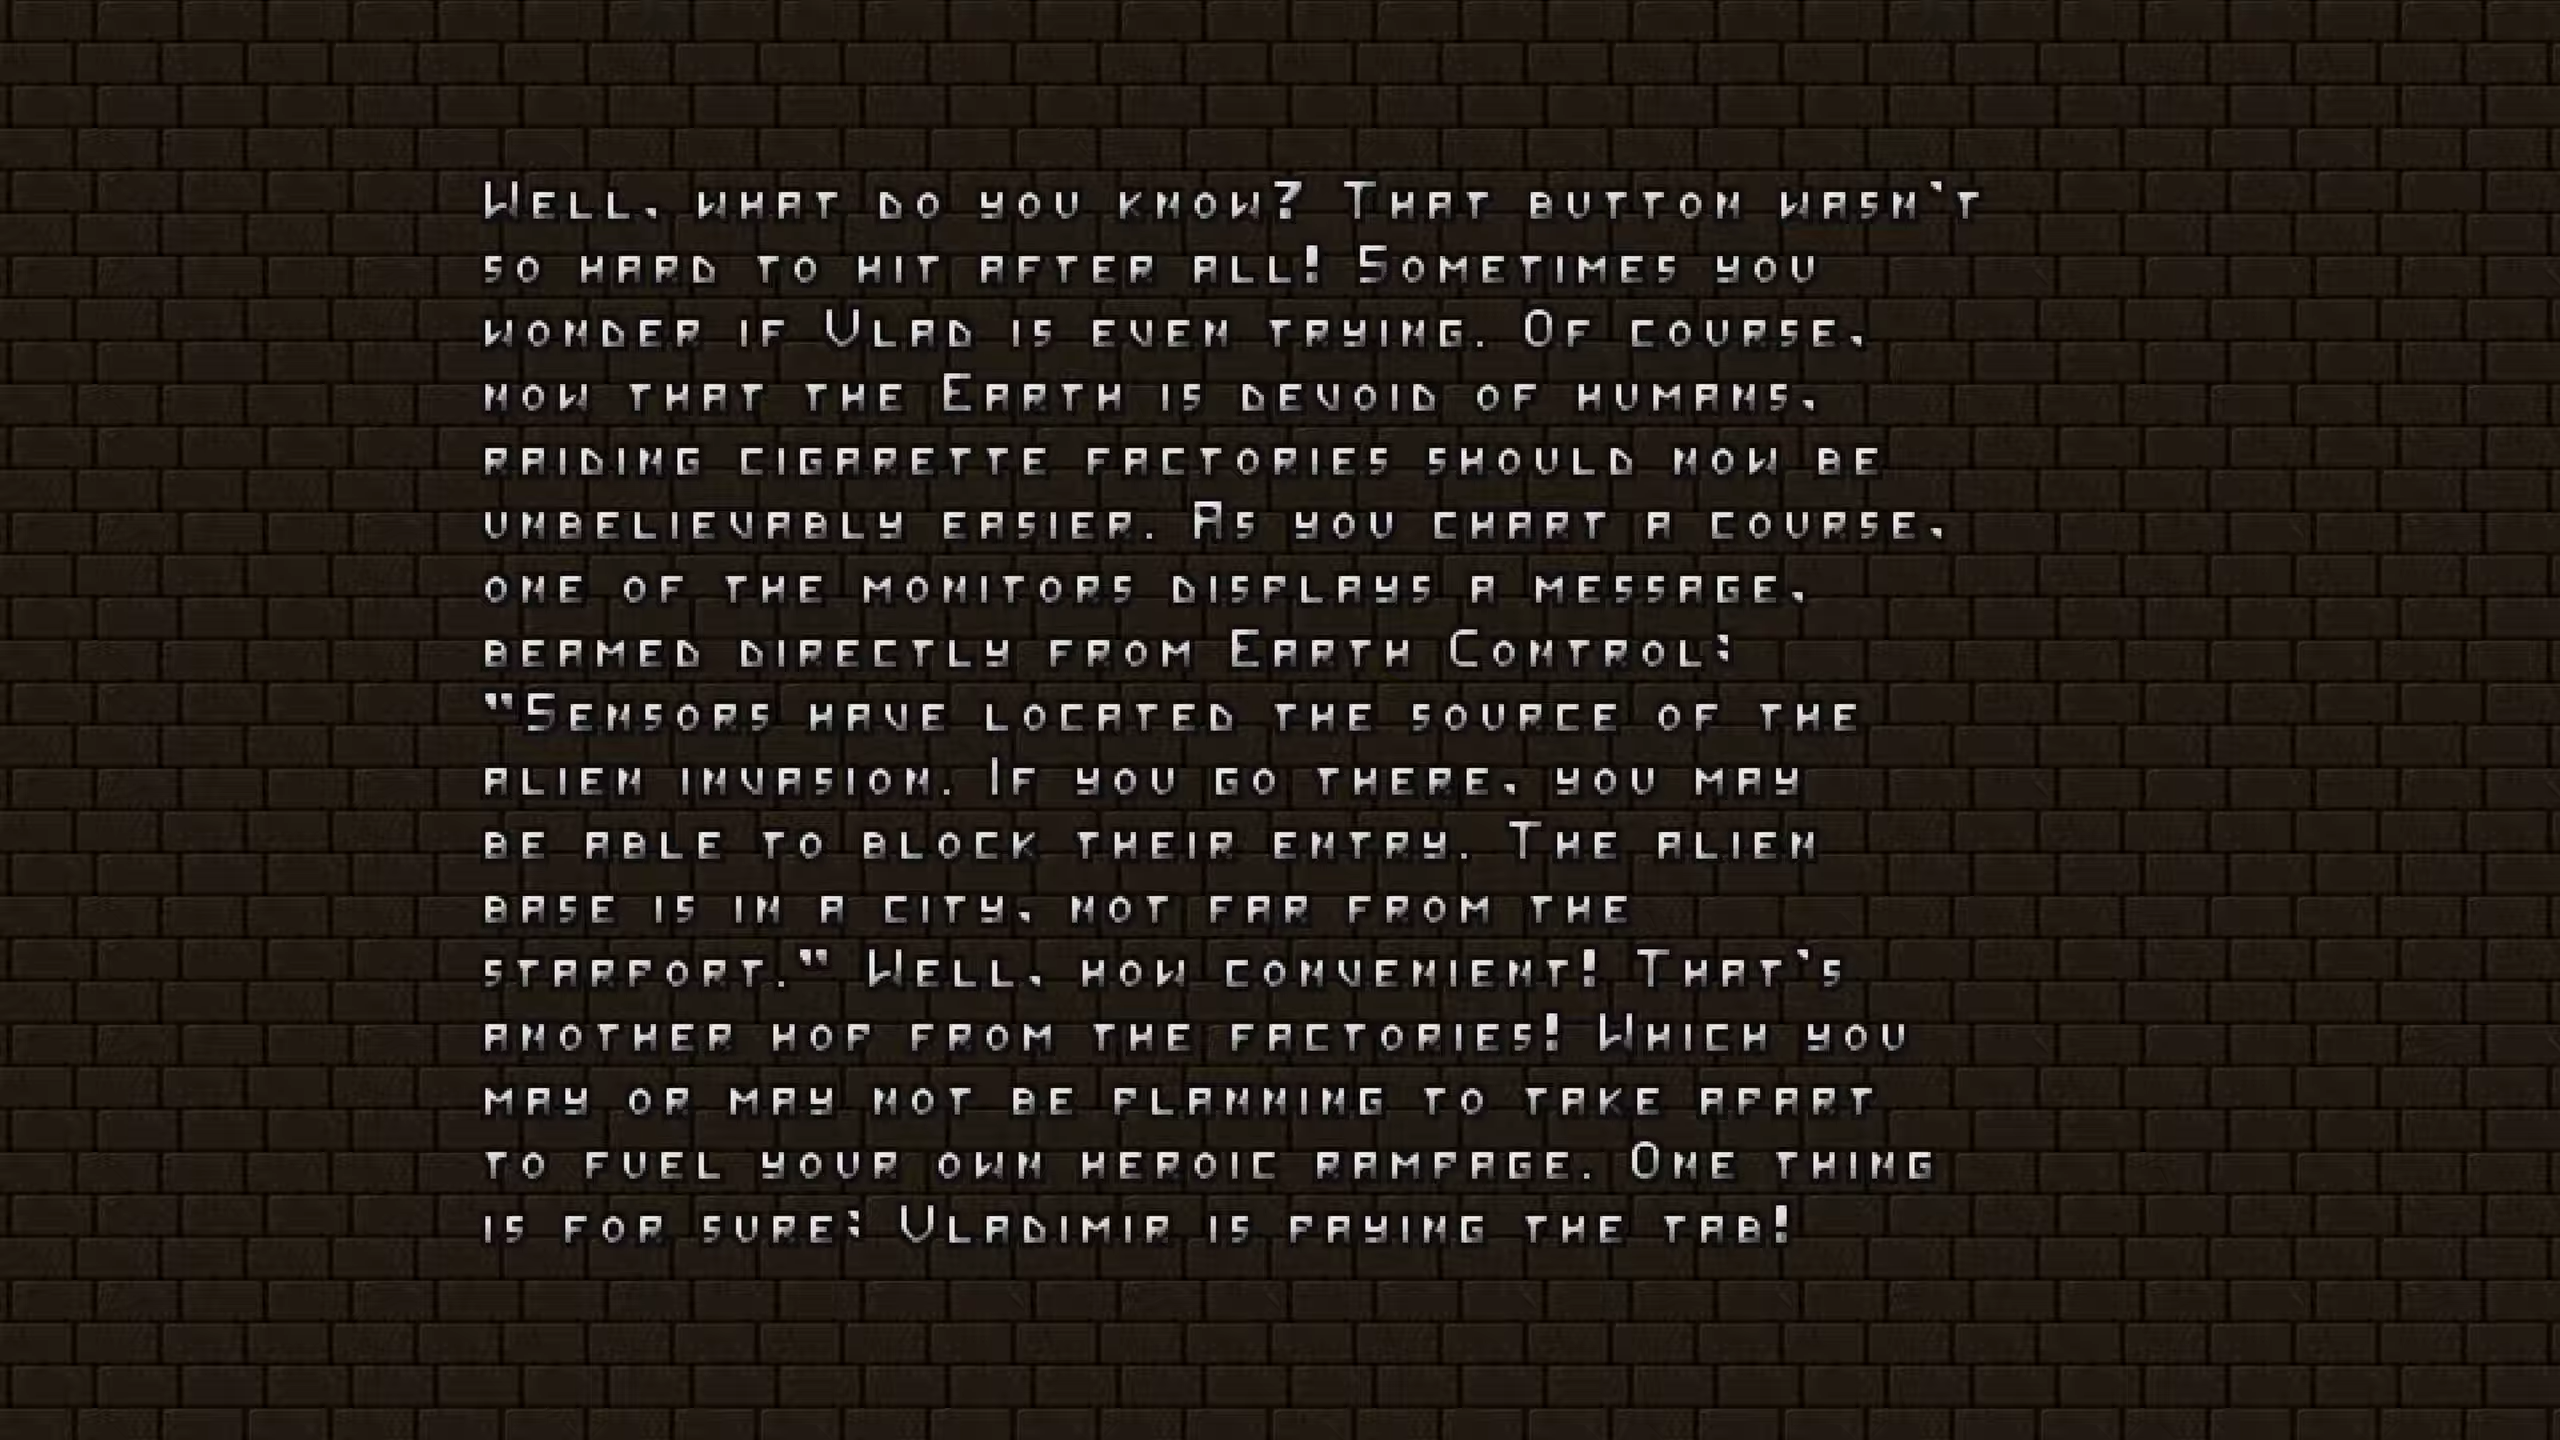 Well, what do you know? That button wasn't
so hard to hit after all! Sometimes you
wonder if Vlad is even trying. Of course,
now that the Earth is devoid of humans,
raiding cigarette factories should now be
unbelievably easier. As you chart a course,
one of the monitors displays a message,
beamed directly from Earth Control:
"Sensors have located the source of the
alien invasion. If you go there, you may
be able to block their entry. The alien
base is in a city, not far from the
starport." Well, how convenient! That's
another hop from the factories! Which you
may or may not be planning to take apart
to fuel your own heroic rampage. One thing
is for sure; Vladimir is paying the tab!